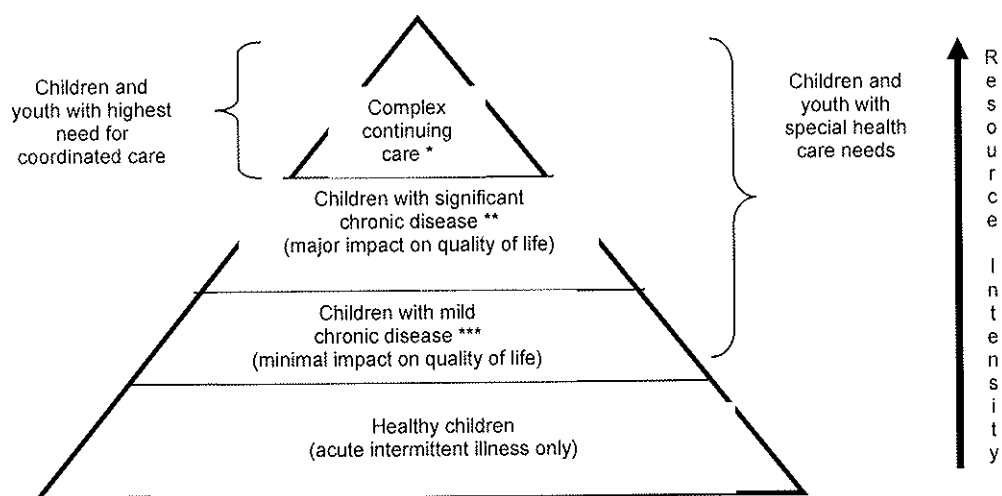 Children and
youth with highest
need for
coordinated care
Complex
continuing
care *
Children with significant
chronic disease **
(major impact on quality of life)
Children with mild
chronic disease ***
(minimal impact on quality of life)
Healthy children
(acute intermittent illness only)
Children and
youth with
special health
care needs
Resource Intensity